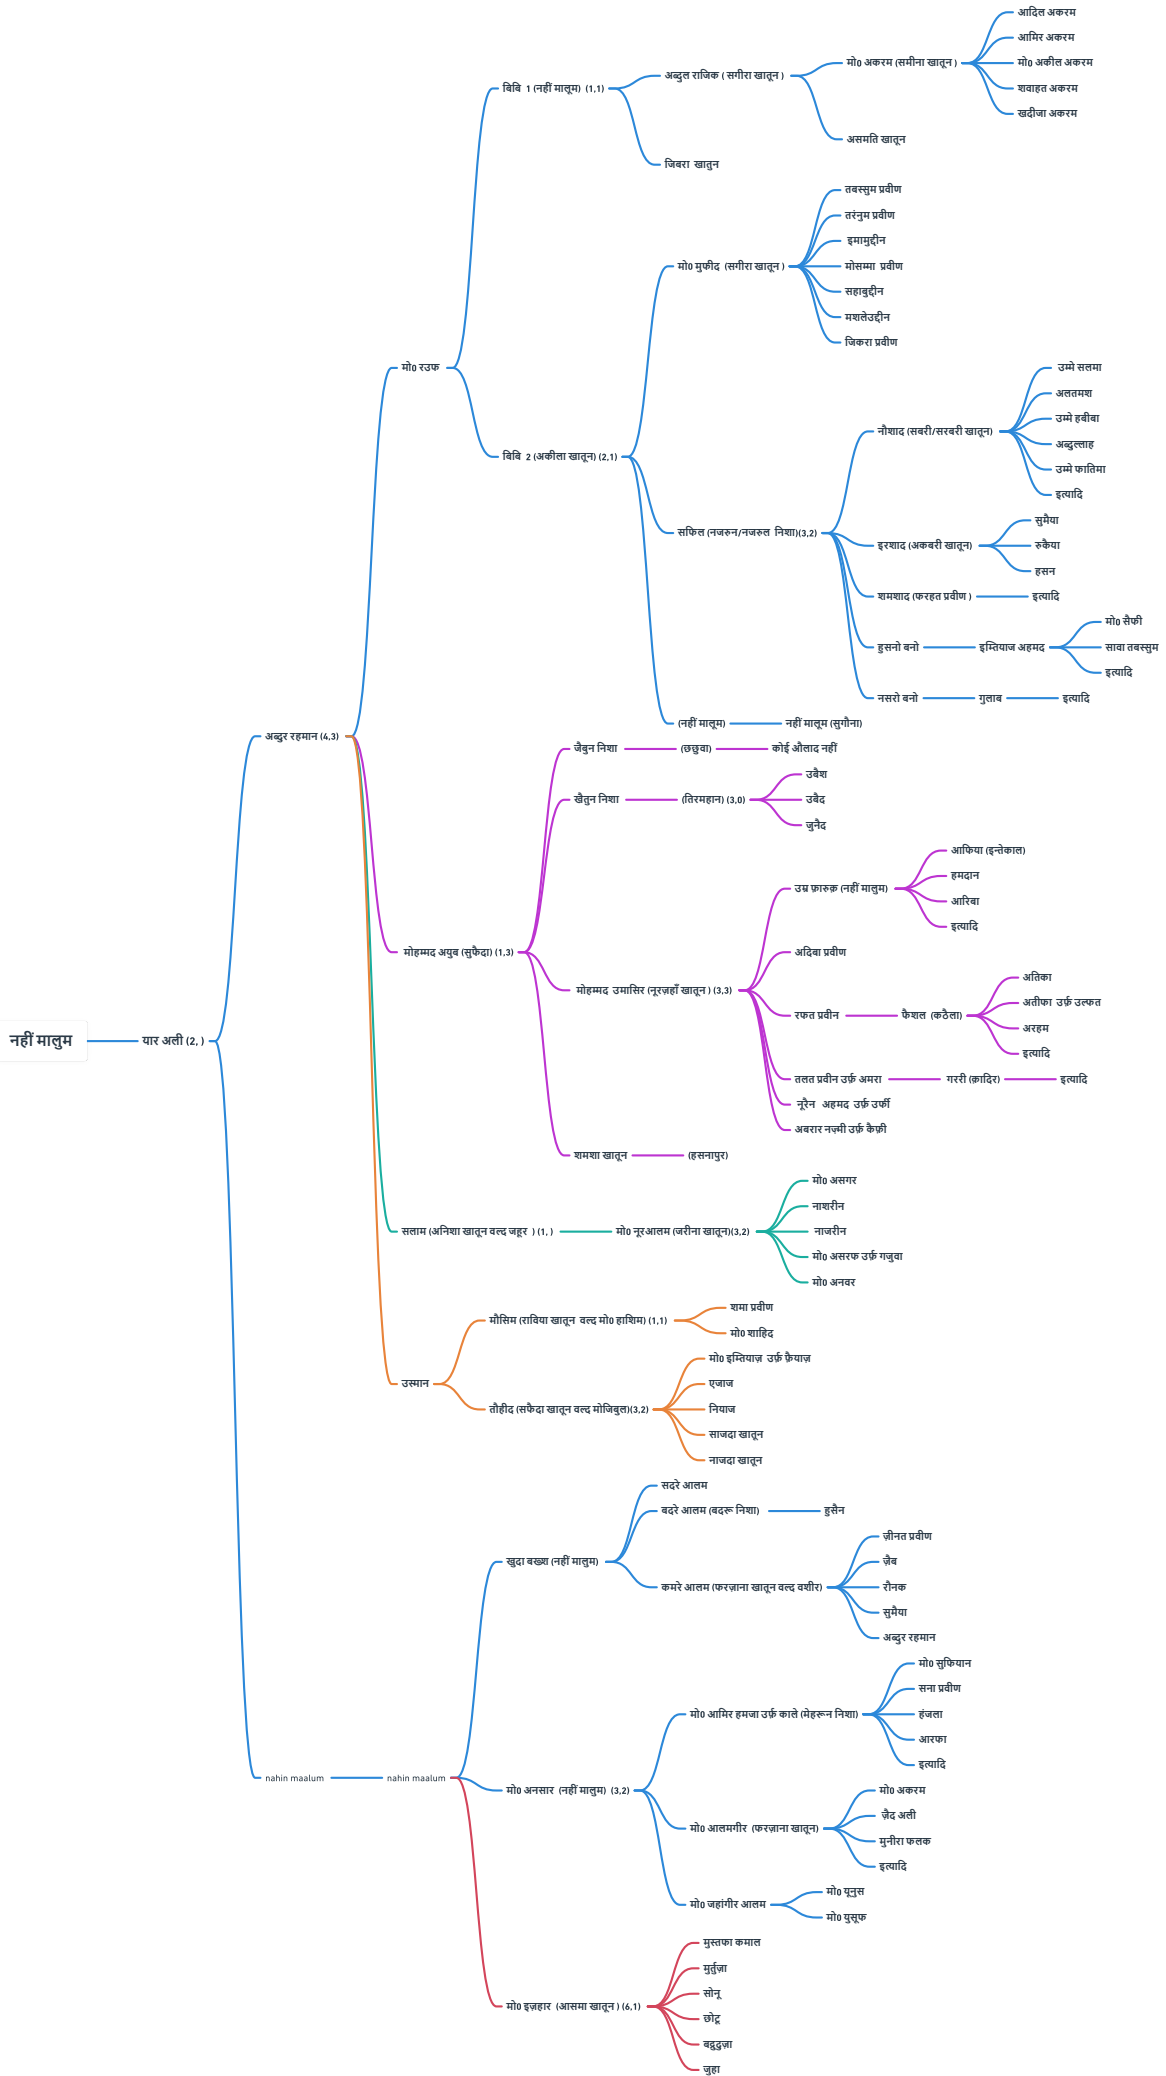 नहीं मालुम
यार अली (2, )
अब्दुर रहमान (4,3)
मो0 रउफ
बिबि 1 (नहीं मालूम) (1,1)
अब्दुल राजिक ( सगीरा खातून )
मो0 अकरम (समीना खातून )
आदिल अकरम
आमिर अकरम
मो0 अकील अकरम
शवाहत अकरम
खदीजा अकरम
असमति खातून
जिबरा खातुन
बिबि 2 (अकीला खातून) (2,1)
मो0 मुफीद (सगीरा खातून )
तबस्सुम प्रवीण
तरंनुम प्रवीण
इमामुद्दीन
मोसम्मा प्रवीण
सहाबुद्दीन
मशलेउद्दीन
जिकरा प्रवीण
सफिल (नजरुन/नजरुल निशा)(3,2)
नौशाद (सबरी/सरबरी खातून)
उम्मे सलमा
अलतमश
उम्मे हबीबा
अब्दुल्लाह
उम्मे फातिमा
इत्यादि
इरशाद (अकबरी खातून)
सुमैया
रुकैया
हसन
शमशाद (फरहत प्रवीण )
इत्यादि
हुसनो बनो
इम्तियाज अहमद
मो0 सैफी
सावा तबस्सुम
इत्यादि
नसरो बनो
गुलाब
इत्यादि
(नहीं मालूम)
नहीं मालूम (सुगौना)
मोहम्मद अयुब (सुफैदा) (1,3)
जैबुन निशा
(छछुवा)
कोई औलाद नहीं
खैतुन निशा
(तिरमहान) (3,0)
उबैश
उबैद
जुनैद
मोहम्मद उमासिर (नूरज़हाँ खातून ) (3,3)
उम्र फ़ारुक़ (नहीं मालुम)
आफिया (इन्तेकाल)
हमदान
आरिबा
इत्यादि
अदिबा प्रवीण
रफत प्रवीन
फैशल (कठैला)
अतिका
अतीफा उर्फ़ उल्फत
अरहम
इत्यादि
तलत प्रवीन उर्फ़ अमरा
गररी (क़ादिर)
इत्यादि
नूरैन अहमद उर्फ़ उर्फी
अबरार नज़्मी उर्फ़ कैफ़ी
शमशा खातून
(हसनापुर)
सलाम (अनिशा खातून वल्द जहूर ) (1, )
मो0 नूरआलम (जरीना खातून)(3,2)
मो0 असगर
नाशरीन
नाजरीन
मो0 असरफ उर्फ़ गजुवा
मो0 अनवर
उस्मान
मौसिम (राविया खातून वल्द मो0 हाशिम) (1,1)
शमा प्रवीण
मो0 शाहिद
तौहीद (सफैदा खातून वल्द मोजिबुल)(3,2)
मो0 इम्तियाज़ उर्फ़ फ़ैयाज़
एजाज
नियाज
साजदा खातून
नाजदा खातून
nahin maalum
nahin maalum
खुदा बख्श (नहीं मालुम)
सदरे आलम
बदरे आलम (बदरू निशा)
हुसैन
कमरे आलम (फरज़ाना खातून वल्द वशीर)
ज़ीनत प्रवीण
ज़ैब
रौनक
सुमैया
अब्दुर रहमान
मो0 अनसार (नहीं मालुम) (3,2)
मो0 आमिर हमजा उर्फ़ काले (मेहरून निशा)
मो0 सुफियान
सना प्रवीण
हंजला
आरफा
इत्यादि
मो0 आलमगीर (फरज़ाना खातून)
मो0 अकरम
ज़ैद अली
मुनीरा फलक
इत्यादि
मो0 जहांगीर आलम
मो0 यूनुस
मो0 युसूफ
मो0 इज़हार (आसमा खातून ) (6,1)
मुस्तफा कमाल
मुर्तुज़ा
सोनू
छोटू
बद्रुदुज़ा
जुहा